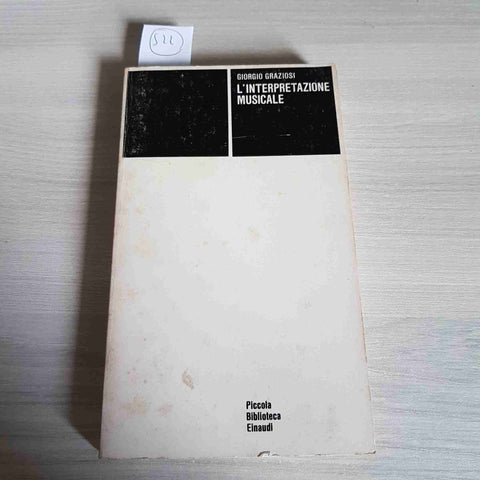 522
GIORGIO GRAZIOSI
L'INTERPRETAZIONE
MUSICALE
Piccola
Biblioteca
Einaudi